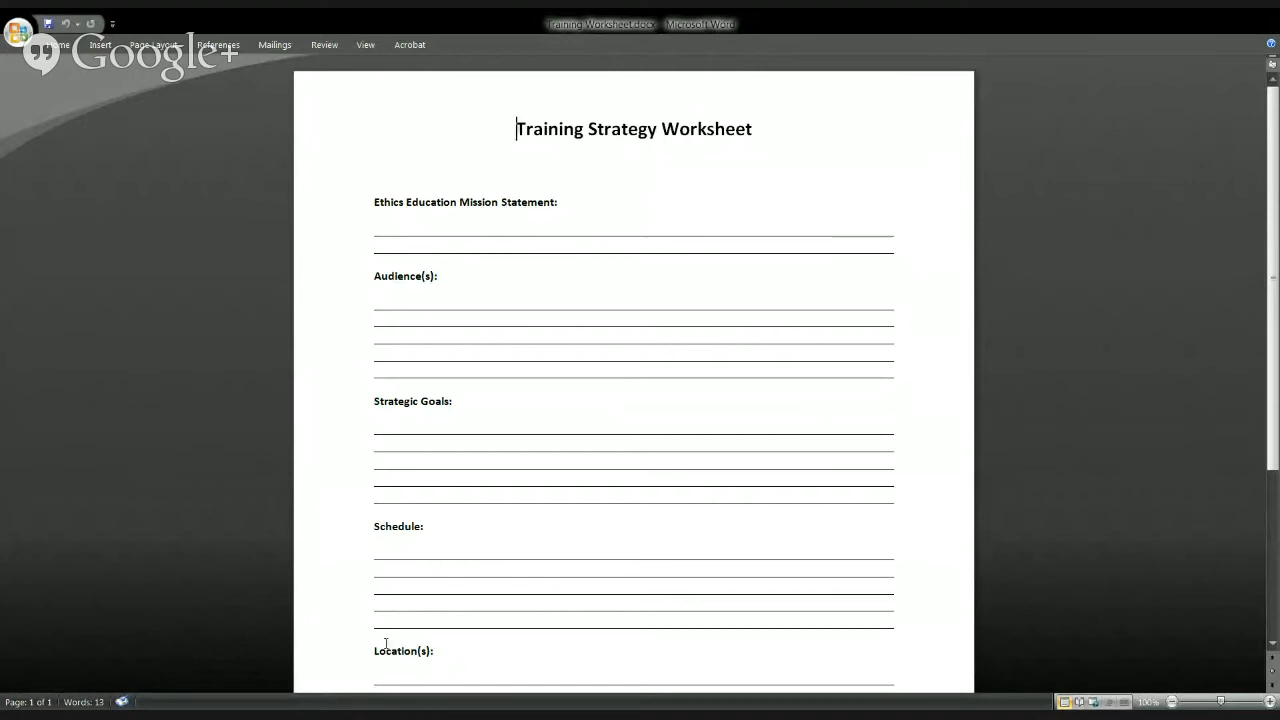 Training Worksheet.docx - Microsoft Word
Home Insert Page Layout References Mailings Review View Acrobat
Google+
Training Strategy Worksheet
Ethics Education Mission Statement:
Audience(s):
Strategic Goals:
Schedule:
Location(s):
Page: 1 of 1 Words: 13 100%